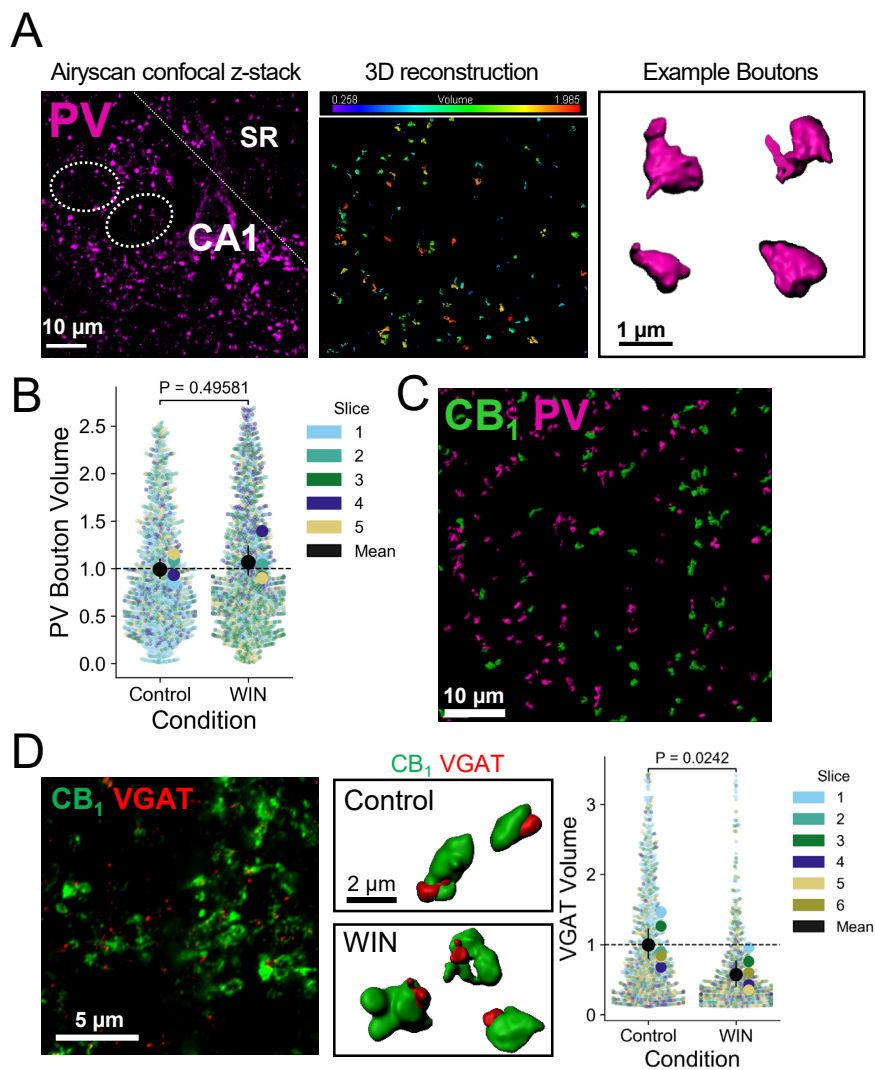 A
Airyscan confocal z-stack
3D reconstruction
Example Boutons
PV
SR
CA1
10 µm
0.258 Volume 1.985
1 µm
B
P = 0.49581
PV Bouton Volume
2.5
2.0
1.5
1.0
0.5
0.0
Control
WIN
Condition
Slice
1
2
3
4
5
Mean
C
CB₁ PV
10 µm
D
CB₁ VGAT
5 µm
CB₁ VGAT
Control
2 µm
WIN
P = 0.0242
VGAT Volume
3
2
1
0
Control
WIN
Condition
Slice
1
2
3
4
5
6
Mean